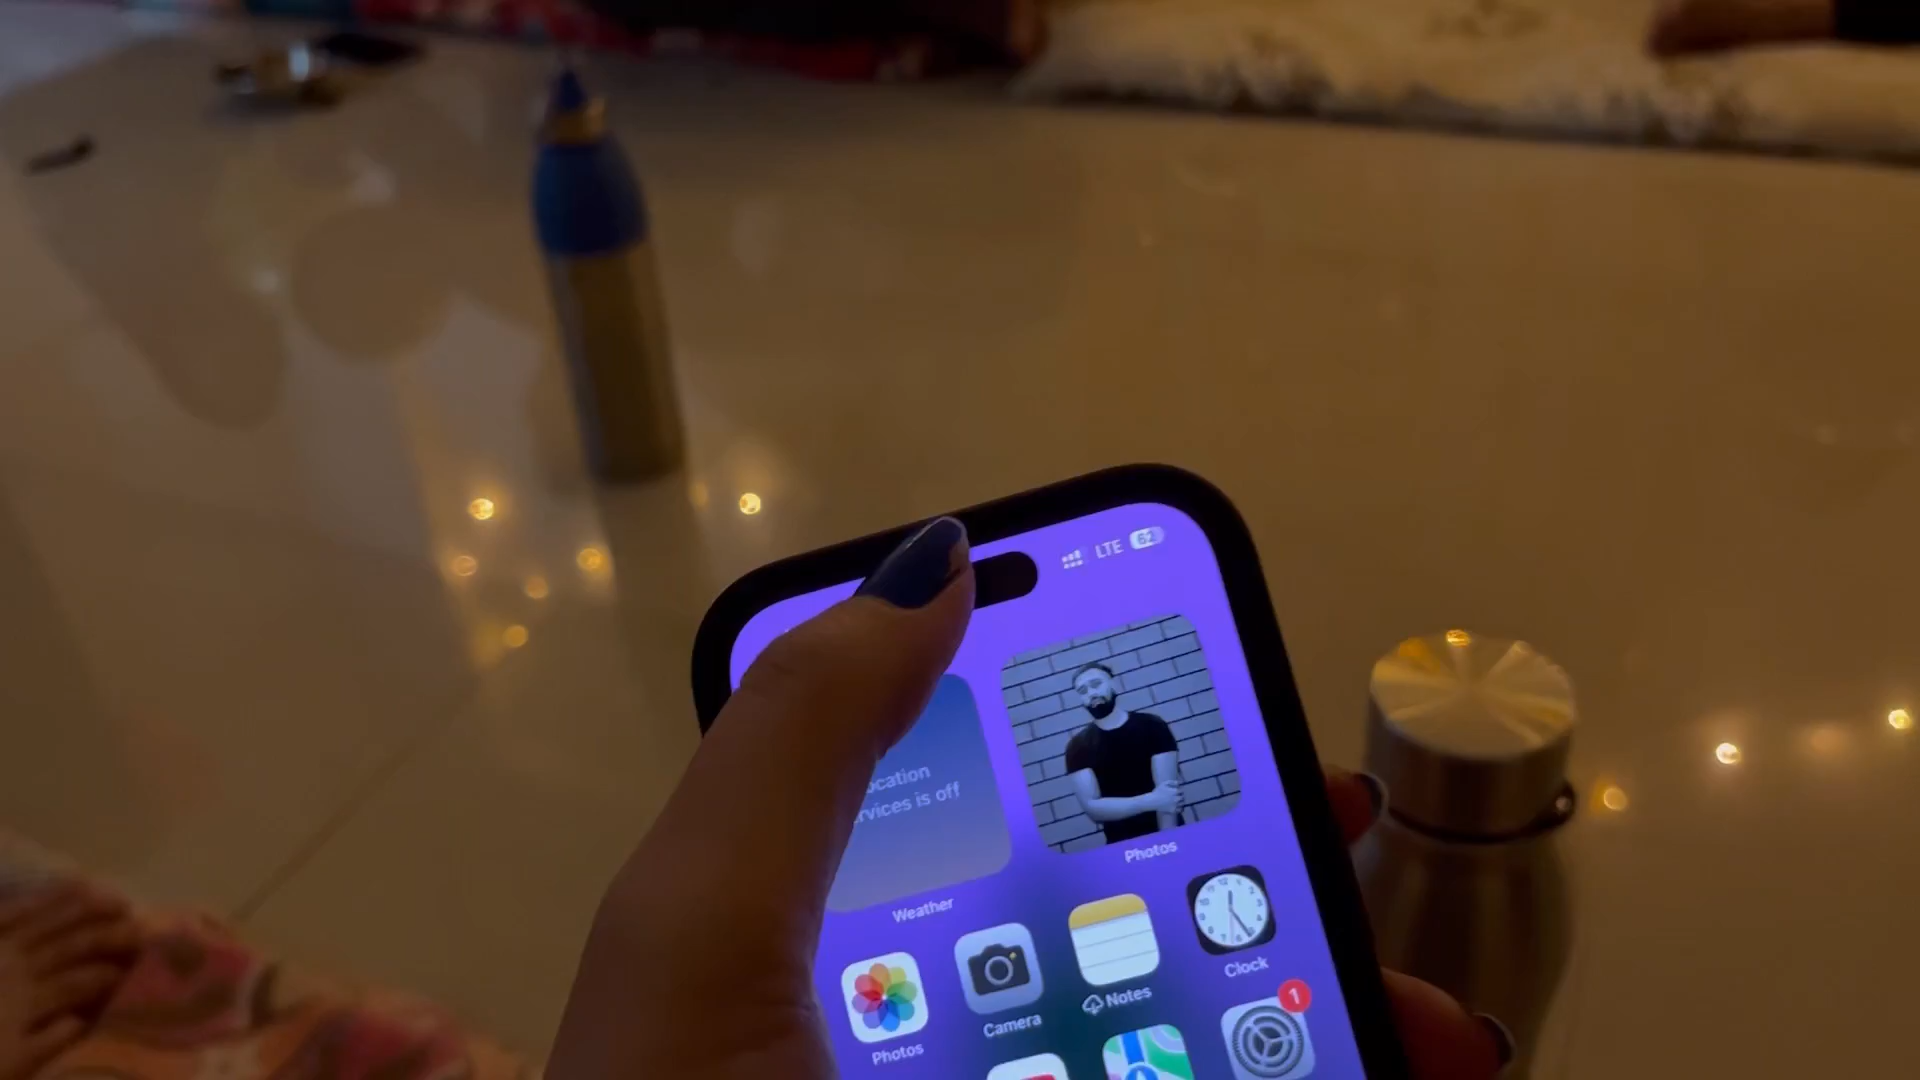 LTE 62
ocation
rvices is off
Weather
Photos
Photos
Camera
Notes
Clock
1